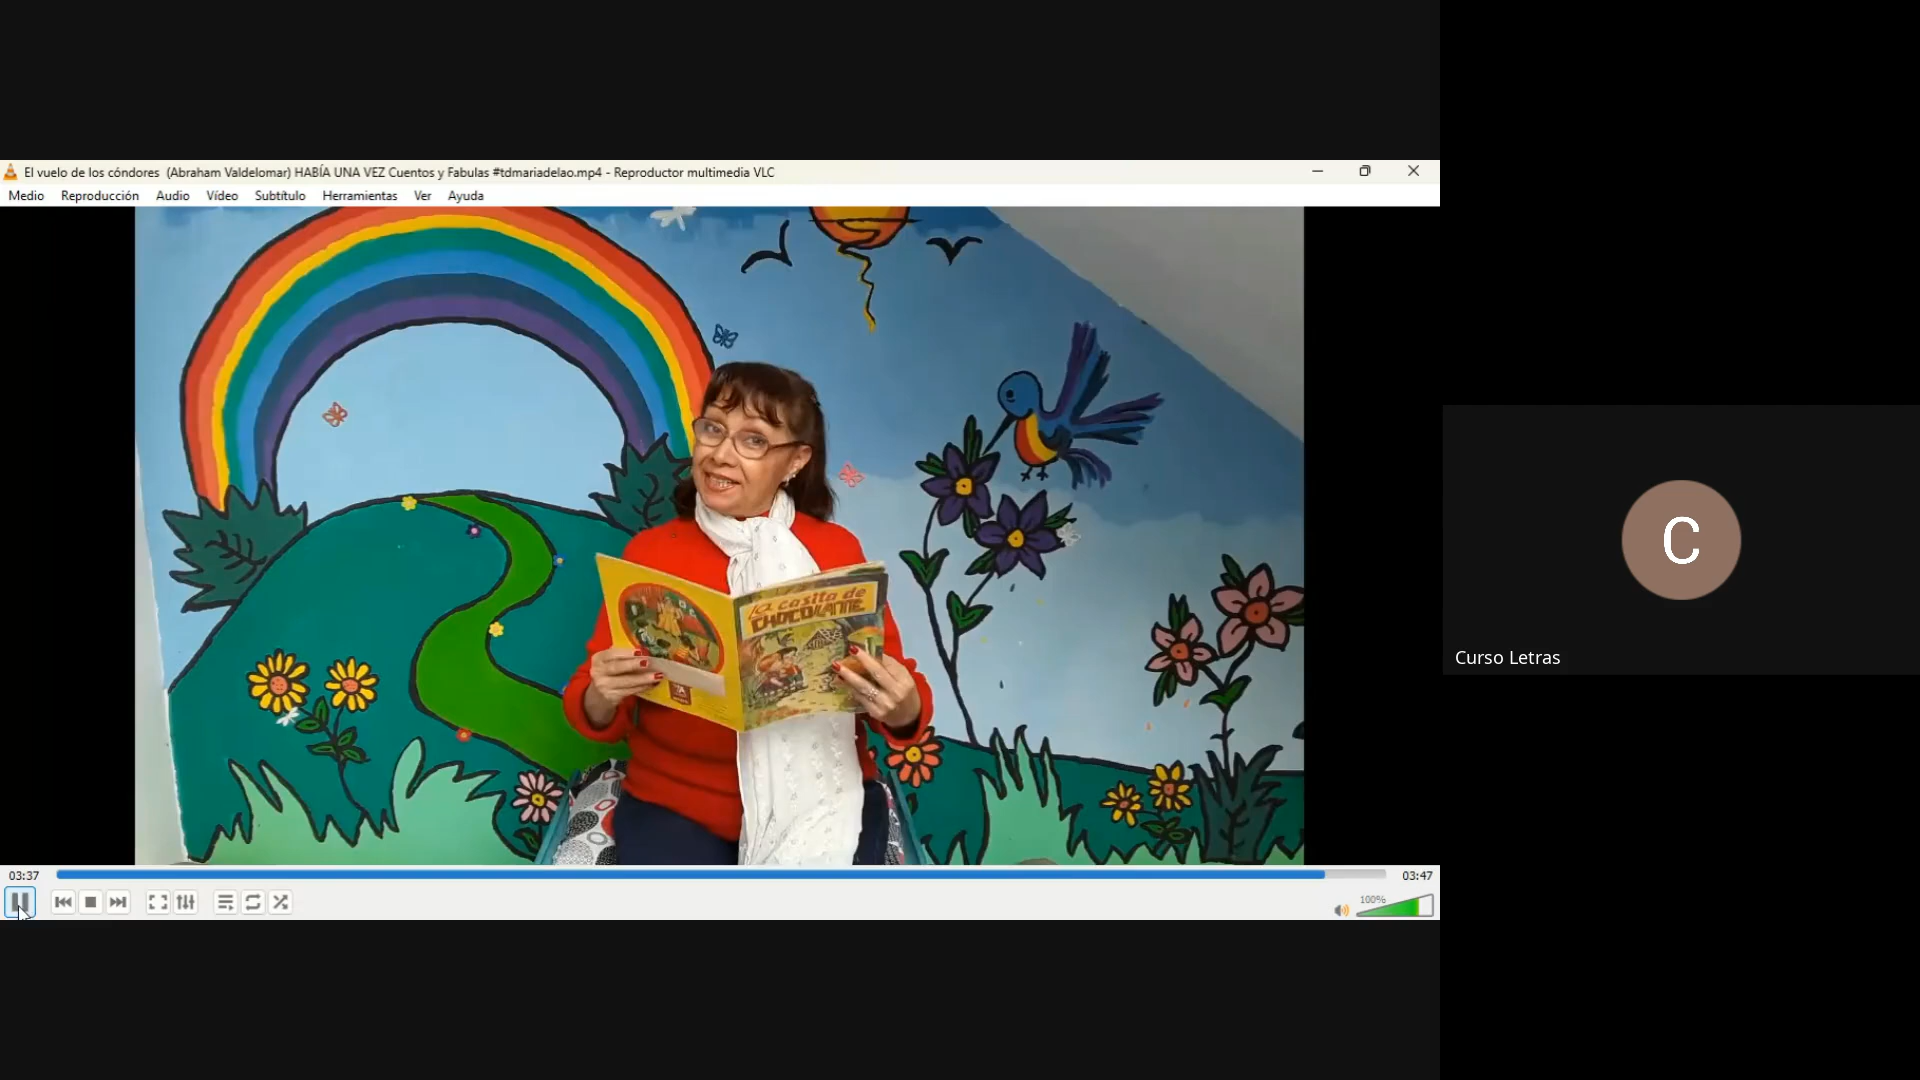 El vuelo de los cóndores (Abraham Valdelomar) HABÍA UNA VEZ Cuentos y Fabulas #tdmariadelao.mp4 - Reproductor multimedia VLC
Medio Reproducción Audio Vídeo Subtítulo Herramientas Ver Ayuda
La casita de
CHOCOLATE
C
Curso Letras
03:37
03:47
100%